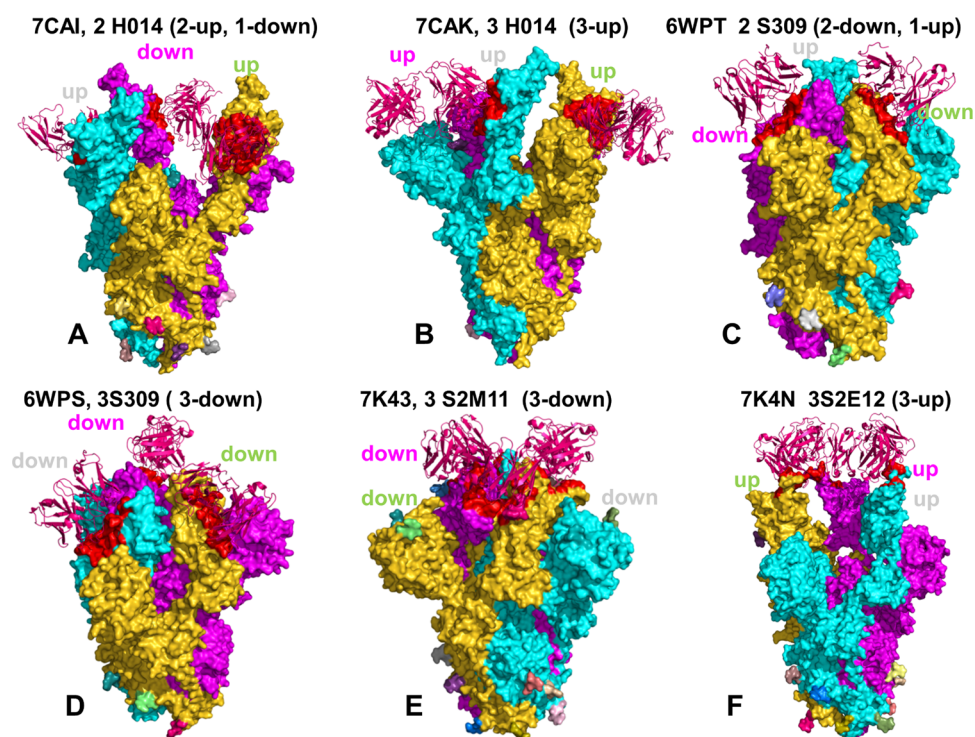 7CAI, 2 H014 (2-up, 1-down)
down
up
up
A
7CAK, 3 H014 (3-up)
up
up
up
B
6WPT 2 S309 (2-down, 1-up)
up
down
down
C
6WPS, 3S309 ( 3-down)
down
down
down
D
7K43, 3 S2M11 (3-down)
down
down
down
E
7K4N 3S2E12 (3-up)
up
up
up
F